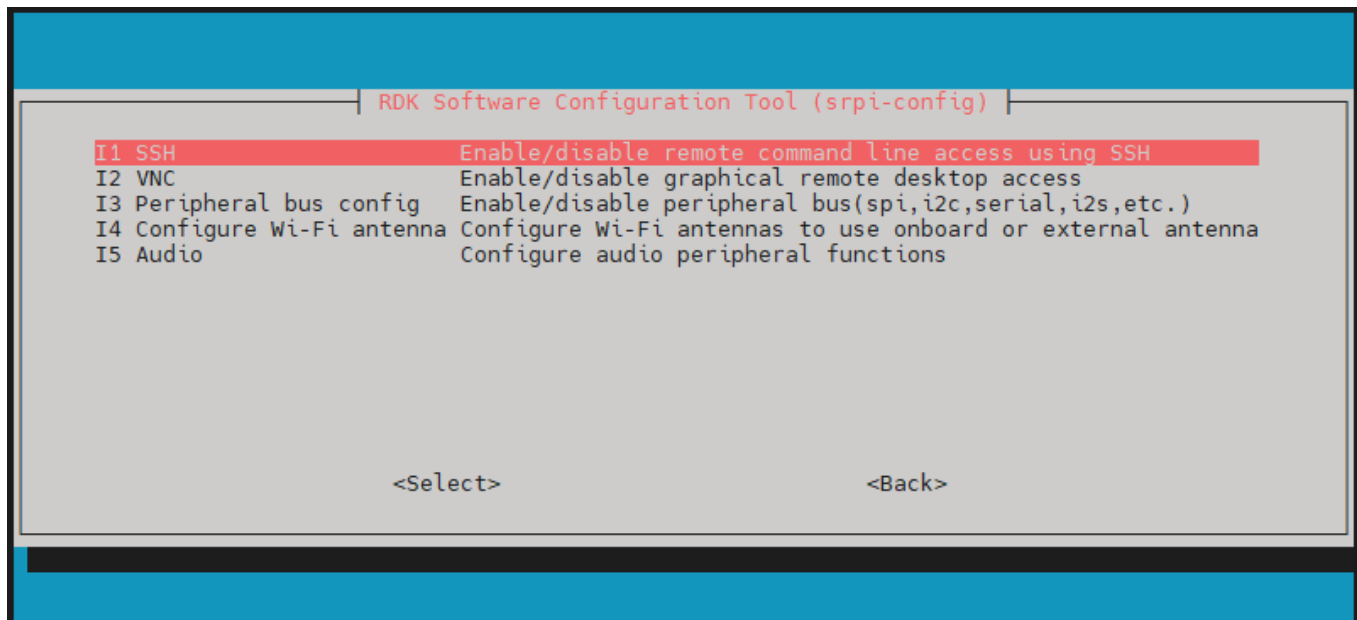 RDK Software Configuration Tool (srpi-config)
I1 SSH Enable/disable remote command line access using SSH
I2 VNC Enable/disable graphical remote desktop access
I3 Peripheral bus config Enable/disable peripheral bus(spi,i2c,serial,i2s,etc.)
I4 Configure Wi-Fi antenna Configure Wi-Fi antennas to use onboard or external antenna
I5 Audio Configure audio peripheral functions
<Select> <Back>